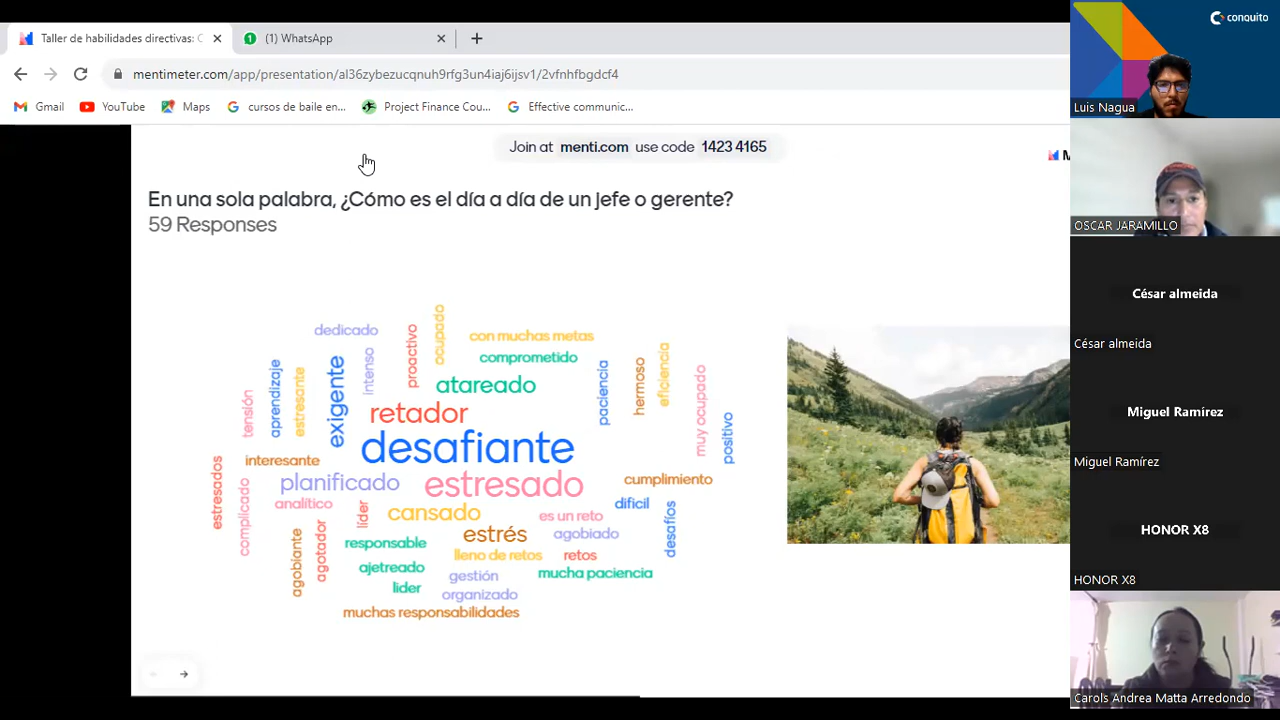 Taller de habilidades directivas: C
(1) WhatsApp
mentimeter.com/app/presentation/al36zybezucqnuh9rfg3un4iaj6ijsv1/2vfnhfbgdcf4
Gmail YouTube Maps cursos de baile en... Project Finance Cou... Effective communic...
Join at menti.com use code 1423 4165
M
En una sola palabra, ¿Cómo es el día a día de un jefe o gerente?
59 Responses
dedicado
proactivo
ocupado
con muchas metas
intenso
comprometido
aprendizaje
estresante
exigente
atareado
paciencia
hermoso
eficiencia
muy ocupado
tensión
retador
positivo
desafiante
interesante
estresados
planificado
estresado
cumplimiento
complicado
analítico
líder
cansado
es un reto
dificil
desafíos
agobiante
agotador
estrés
agobiado
responsable
lleno de retos
retos
ajetreado
gestión
mucha paciencia
lider
organizado
muchas responsabilidades
conquito
Luis Nagua
OSCAR JARAMILLO
César almeida
César almeida
Miguel Ramírez
Miguel Ramírez
HONOR X8
HONOR X8
Carols Andrea Matta Arredondo